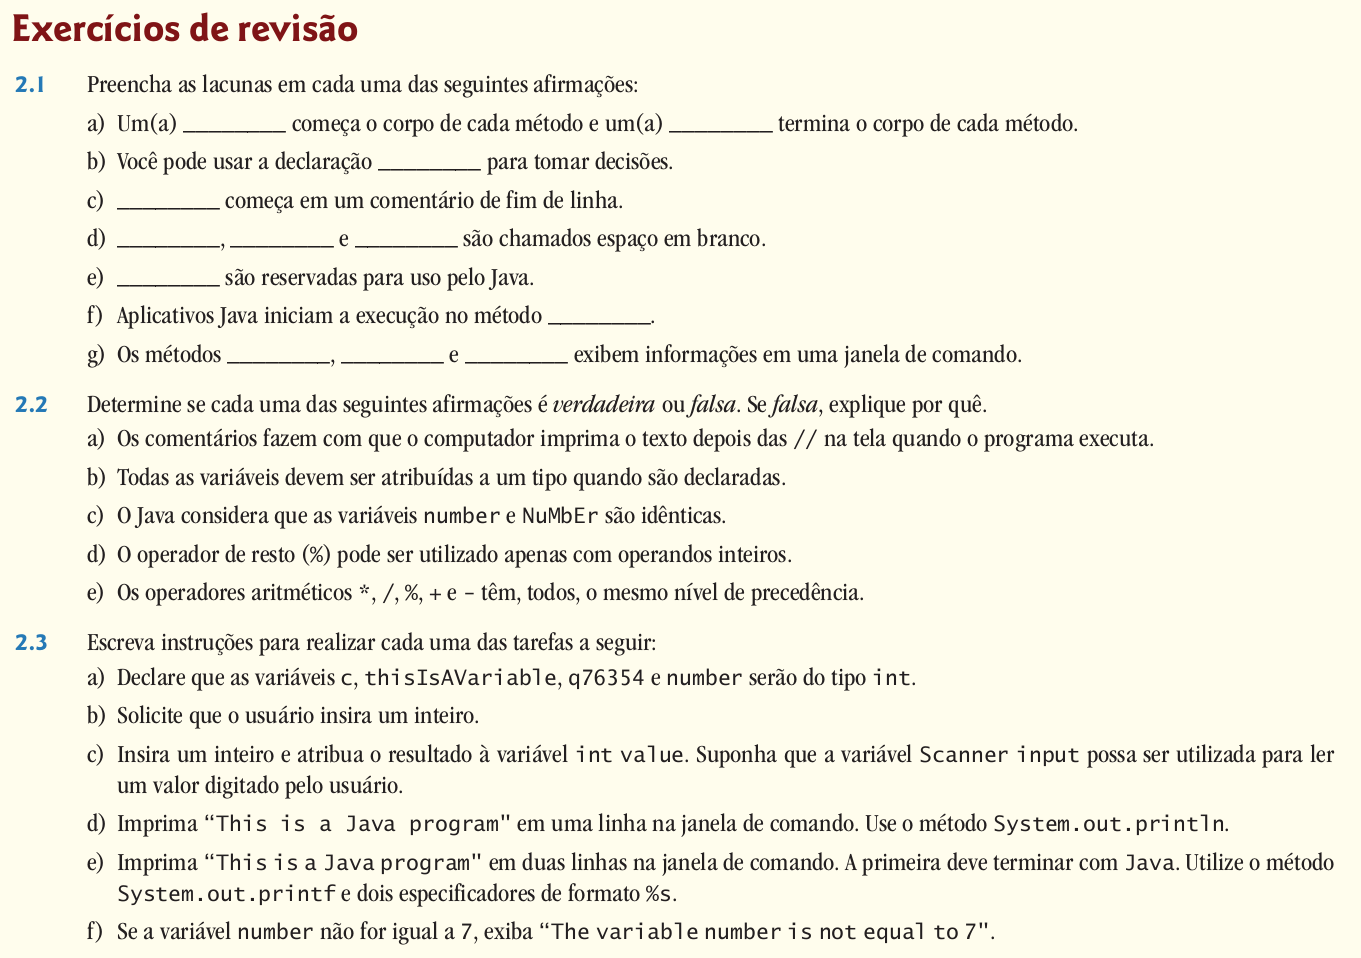 Exercícios de revisão
2.1 Preencha as lacunas em cada uma das seguintes afirmações:
a) Um(a) ________ começa o corpo de cada método e um(a) ________ termina o corpo de cada método.
b) Você pode usar a declaração ________ para tomar decisões.
c) ________ começa em um comentário de fim de linha.
d) ________, ________ e ________ são chamados espaço em branco.
e) ________ são reservadas para uso pelo Java.
f) Aplicativos Java iniciam a execução no método ________.
g) Os métodos ________, ________ e ________ exibem informações em uma janela de comando.
2.2 Determine se cada uma das seguintes afirmações é verdadeira ou falsa. Se falsa, explique por quê.
a) Os comentários fazem com que o computador imprima o texto depois das // na tela quando o programa executa.
b) Todas as variáveis devem ser atribuídas a um tipo quando são declaradas.
c) O Java considera que as variáveis number e NuMbEr são idênticas.
d) O operador de resto (%) pode ser utilizado apenas com operandos inteiros.
e) Os operadores aritméticos *, /, %, + e – têm, todos, o mesmo nível de precedência.
2.3 Escreva instruções para realizar cada uma das tarefas a seguir:
a) Declare que as variáveis c, thisIsAVariable, q76354 e number serão do tipo int.
b) Solicite que o usuário insira um inteiro.
c) Insira um inteiro e atribua o resultado à variável int value. Suponha que a variável Scanner input possa ser utilizada para ler
um valor digitado pelo usuário.
d) Imprima “This is a Java program" em uma linha na janela de comando. Use o método System.out.println.
e) Imprima “This is a Java program" em duas linhas na janela de comando. A primeira deve terminar com Java. Utilize o método
System.out.printf e dois especificadores de formato %s.
f) Se a variável number não for igual a 7, exiba “The variable number is not equal to 7".